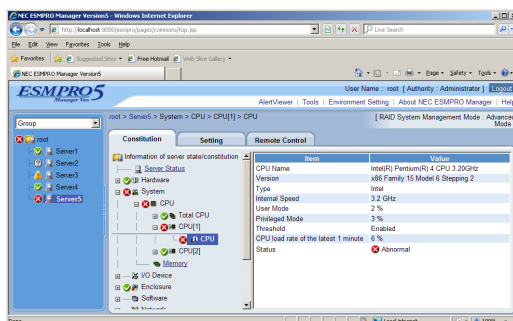 NEC ESMPRO Manager Version5 - Windows Internet Explorer
http://localhost:8080/esmpro/pages/commons/top.jsp
Live Search
File Edit View Favorites Tools Help
Favorites Suggested Sites Free Hotmail Web Slice Gallery
NEC ESMPRO Manager Version5
Page Safety Tools
ESMPRO5
Manager Ver5
User Name: root [ Authority : Administrator ] Logout
AlertViewer | Tools | Environment Setting | About NEC ESMPRO Manager | Help
Group
root > Server5 > System > CPU > CPU[1] > CPU
[ RAID System Management Mode : Advanced Mode
root
Server1
Server2
Server3
Server4
Server5
Constitution Setting Remote Control
Information of server state/constitution
Server Status
Hardware
System
CPU
Total CPU
CPU[1]
CPU
CPU[2]
Memory
I/O Device
Enclosure
Software
Network
Item Value
CPU Name Intel(R) Pentium(R) 4 CPU 3.20GHz
Version x86 Family 15 Model 6 Stepping 2
Type Intel
Internal Speed 3.2 GHz
User Mode 2 %
Privileged Mode 3 %
Threshold Enabled
CPU load rate of the latest 1 minute 6 %
Status Abnormal